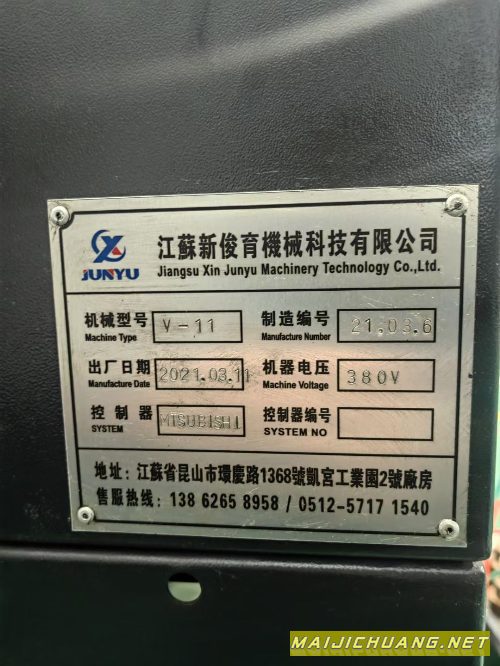 江蘇新俊育機械科技有限公司
JUNYU
Jiangsu Xin Junyu Machinery Technology Co.,Ltd.
机械型号 V-11 制造编号 21.03.6
Machine Type Manufacture Number
出厂日期 2021.03.11 机器电压 380V
Manufacture Date Machine Voltage
控制器 MISUBISHI 控制器编号
SYSTEM SYSTEM NO
地址: 江蘇省昆山市環慶路1368號凱宮工業園2號廠房
售服热线: 138 6265 8958 / 0512-5717 1540
MAIJICHUANG.NET